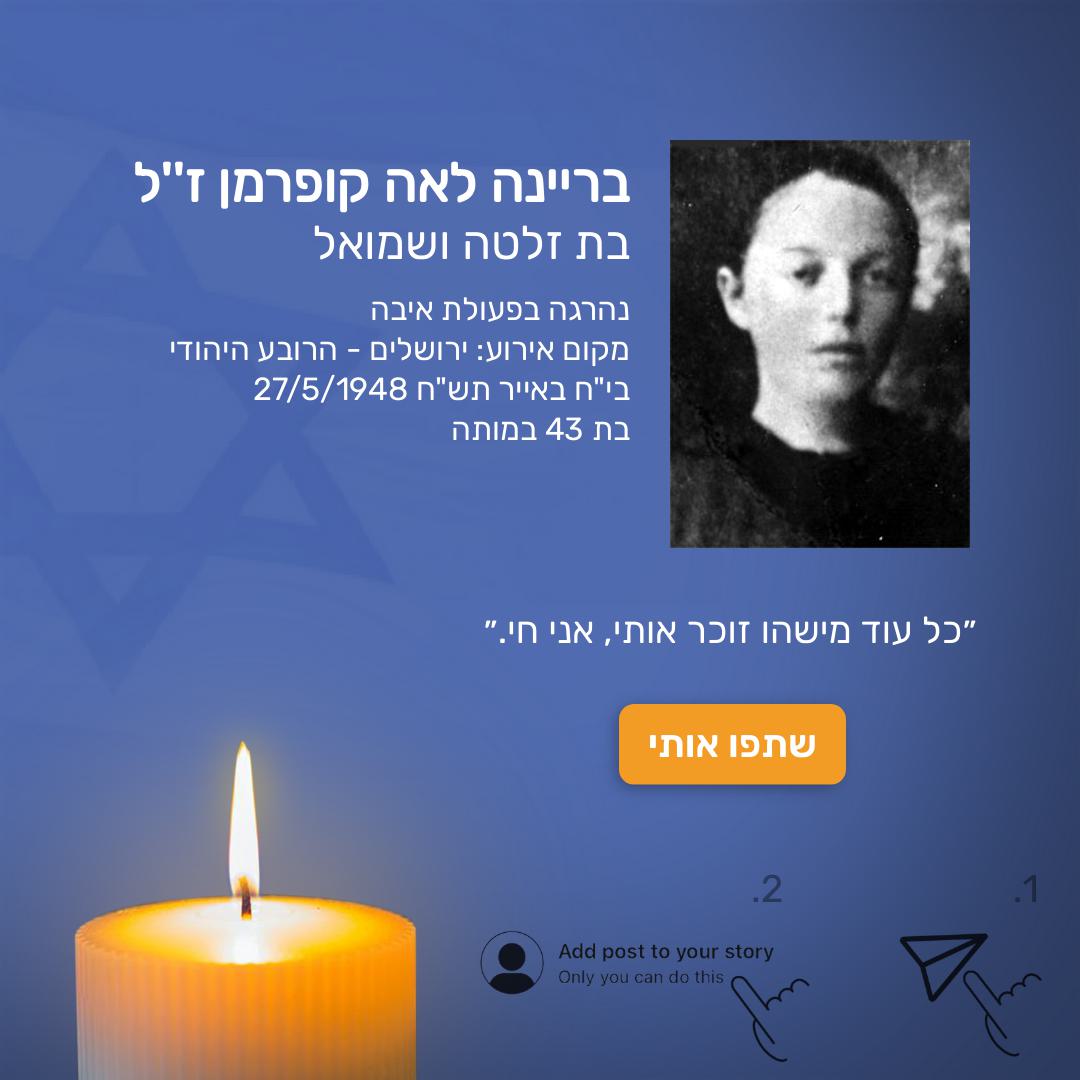 בריינה לאה קופרמן ז"ל
בת זלטה ושמואל
נהרגה בפעולת איבה
מקום אירוע: ירושלים - הרובע היהודי
בי"ח באייר תש"ח 27/5/1948
בת 43 במותה
״כל עוד מישהו זוכר אותי, אני חי.״
שתפו אותי
1.
2.
Add post to your story
Only you can do this